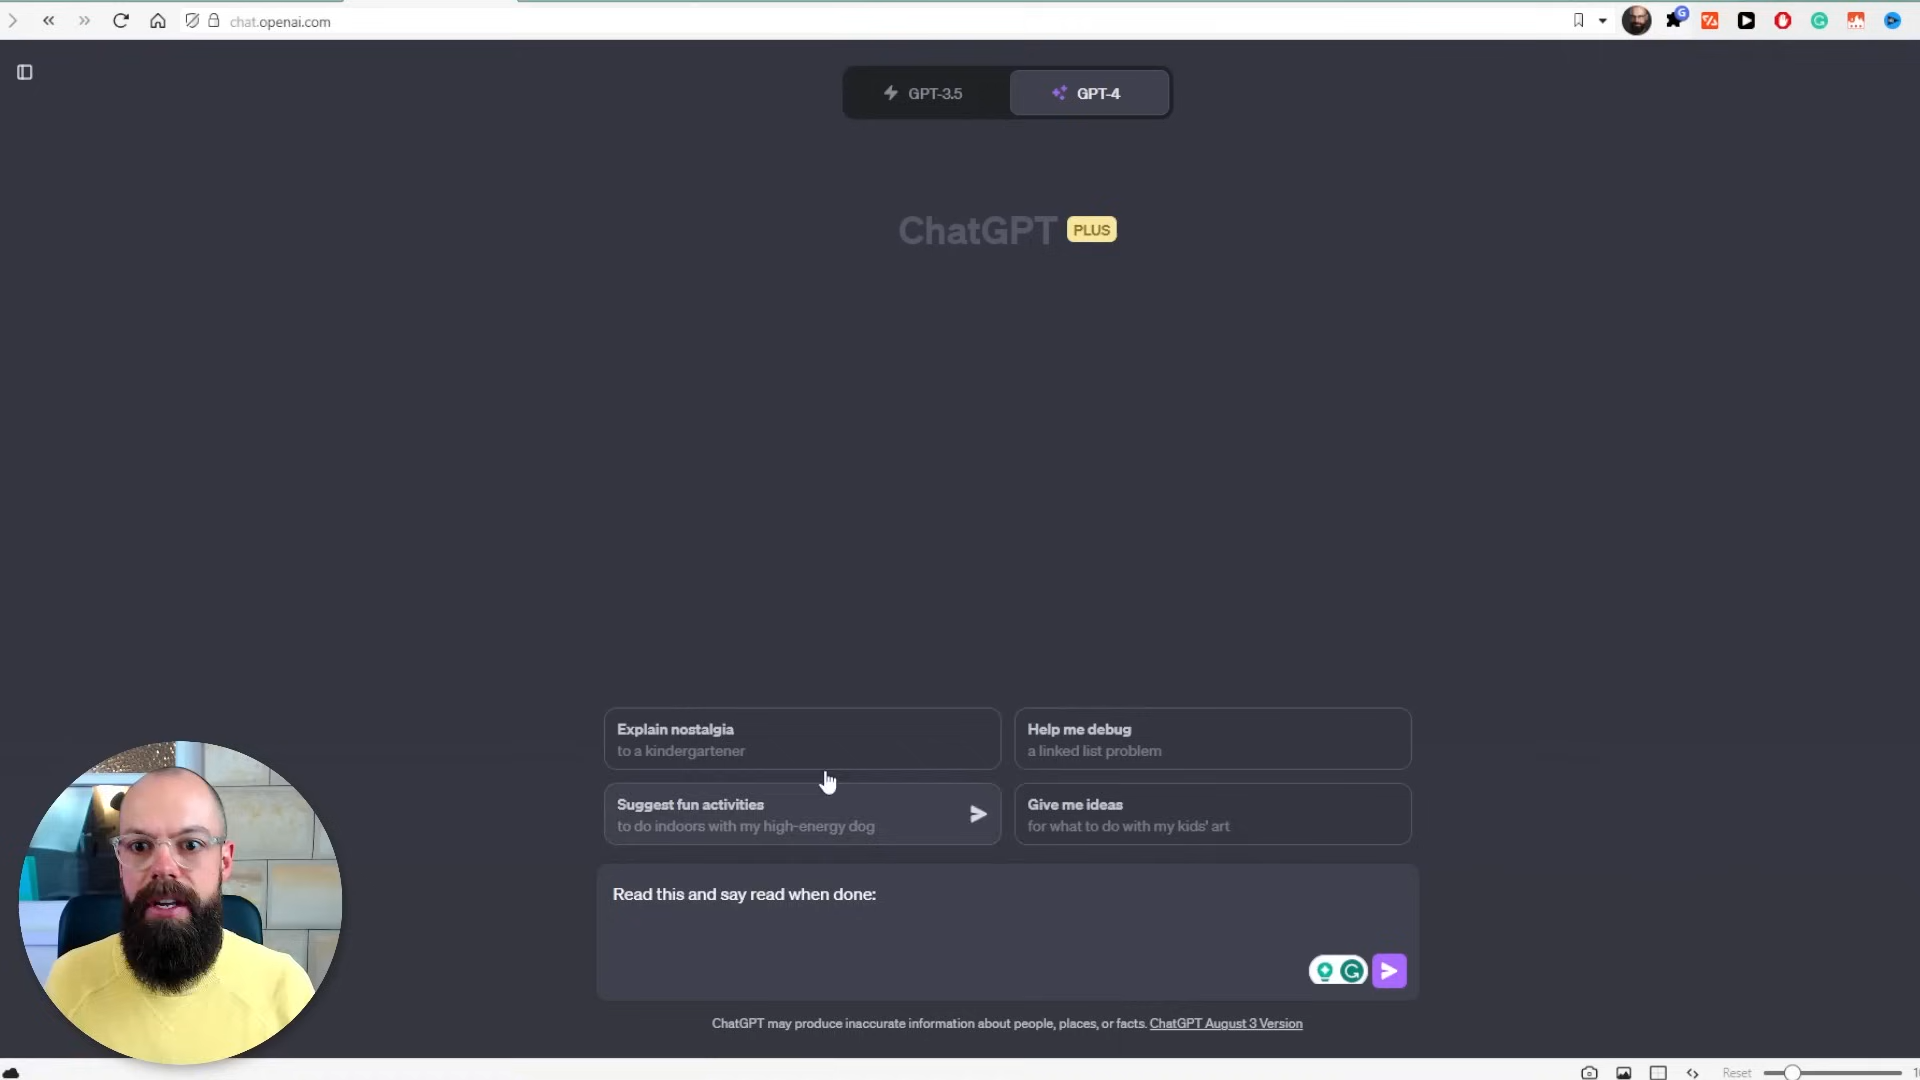 chat.openai.com
GPT-3.5
GPT-4
ChatGPT PLUS
Explain nostalgia
to a kindergartener
Help me debug
a linked list problem
Suggest fun activities
to do indoors with my high-energy dog
Give me ideas
for what to do with my kids' art
Read this and say read when done:
ChatGPT may produce inaccurate information about people, places, or facts. ChatGPT August 3 Version
Reset